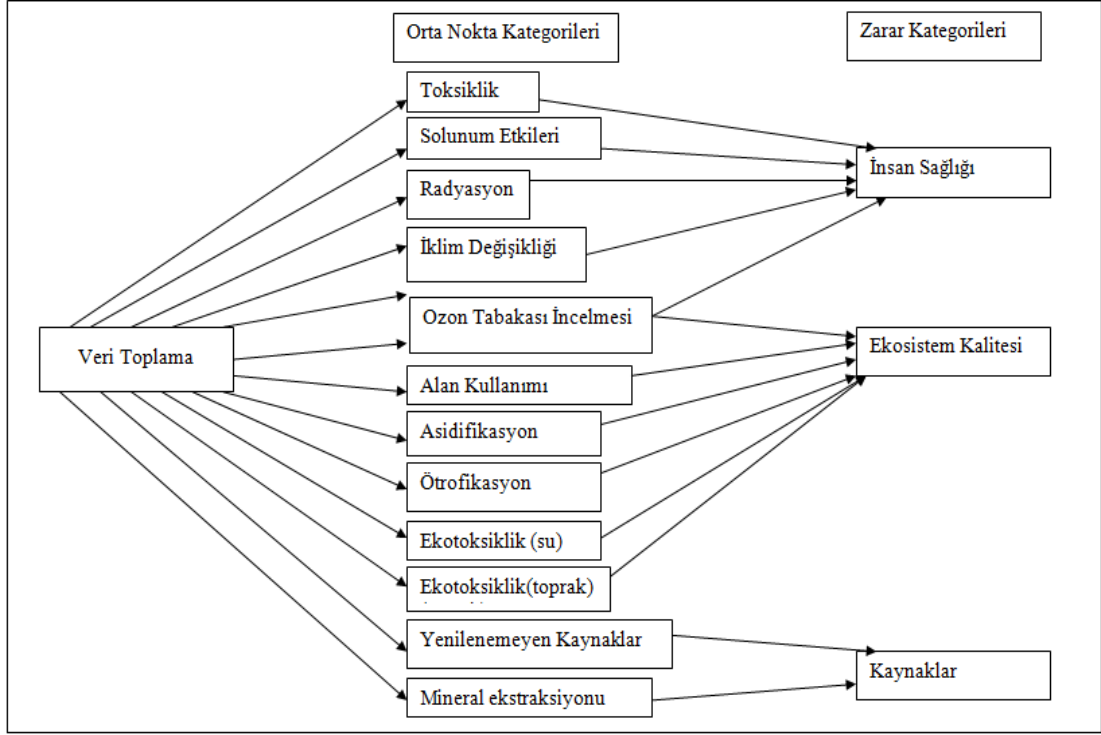 Orta Nokta Kategorileri
Zarar Kategorileri
Toksiklik
Solunum Etkileri
İnsan Sağlığı
Radyasyon
İklim Değişikliği
Ozon Tabakası İncelmesi
Veri Toplama
Ekosistem Kalitesi
Alan Kullanımı
Asidifikasyon
Ötrofikasyon
Ekotoksiklik (su)
Ekotoksiklik(toprak)
Yenilenemeyen Kaynaklar
Kaynaklar
Mineral ekstraksiyonu